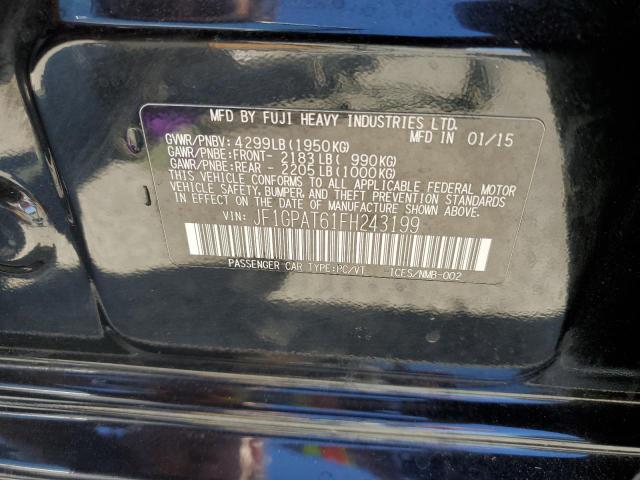 MFD BY FUJI HEAVY INDUSTRIES LTD.
GVWR/PNBV: 4299LB(1950KG) MFD IN 01/15
GAWR/PNBE:FRONT- 2183LB( 990KG)
GAWR/PNBE:REAR - 2205LB(1000KG)
THIS VEHICLE CONFORMS TO ALL APPLICABLE FEDERAL MOTOR
VEHICLE SAFETY, BUMPER, AND THEFT PREVENTION STANDARDS
IN EFFECT ON THE DATE OF MANUFACTURE SHOWN ABOVE.
VIN: JF1GPAT61FH243199
PASSENGER CAR TYPE:PC/VT ICES/NMB-002